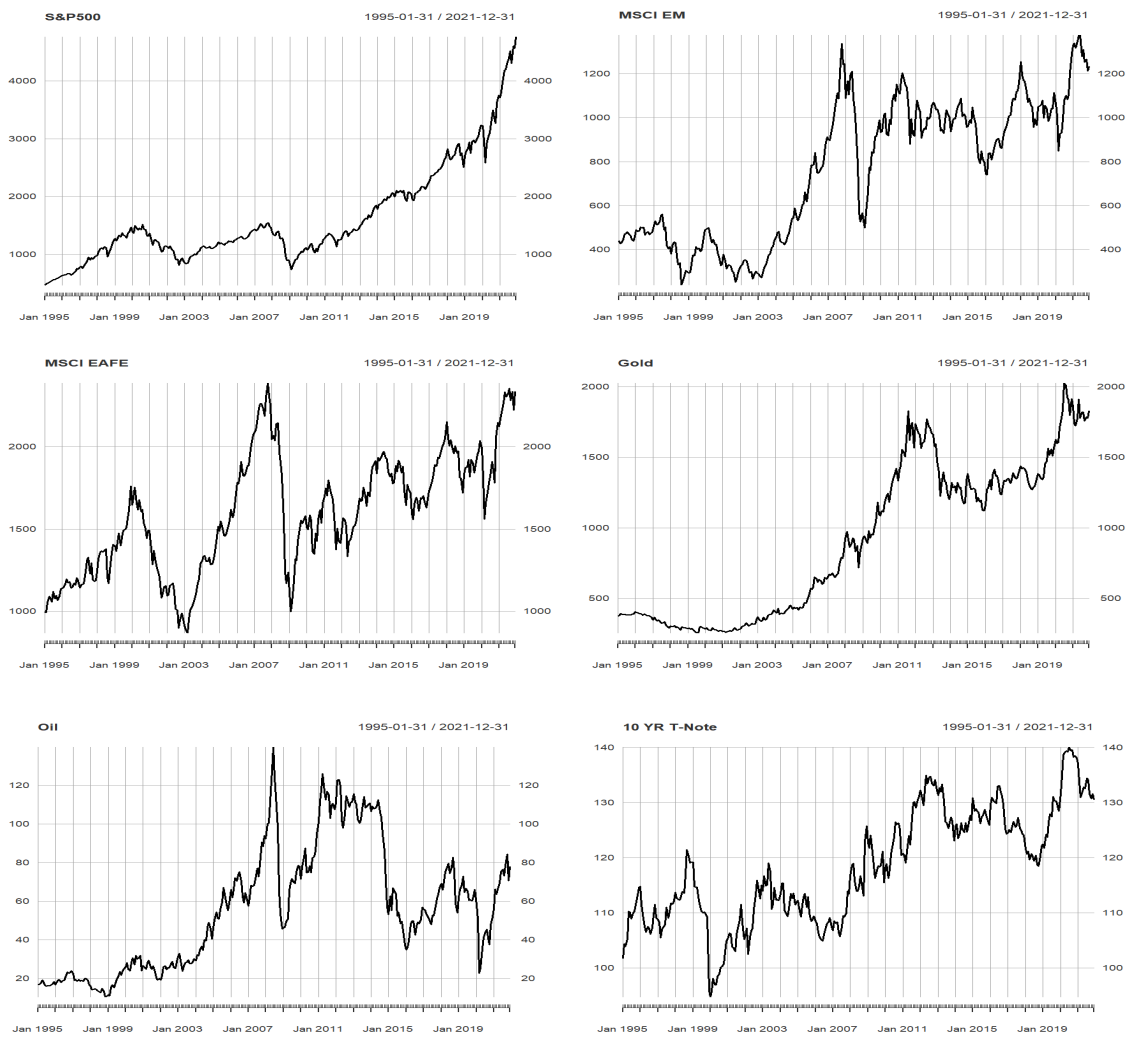 S&P500 1995-01-31 / 2021-12-31
4000 4000
3000 3000
2000 2000
1000 1000
Jan 1995 Jan 1999 Jan 2003 Jan 2007 Jan 2011 Jan 2015 Jan 2019
MSCI EM 1995-01-31 / 2021-12-31
1200 1200
1000 1000
800 800
600 600
400 400
Jan 1995 Jan 1999 Jan 2003 Jan 2007 Jan 2011 Jan 2015 Jan 2019
MSCI EAFE 1995-01-31 / 2021-12-31
2000 2000
1500 1500
1000 1000
Jan 1995 Jan 1999 Jan 2003 Jan 2007 Jan 2011 Jan 2015 Jan 2019
Gold 1995-01-31 / 2021-12-31
2000 2000
1500 1500
1000 1000
500 500
Jan 1995 Jan 1999 Jan 2003 Jan 2007 Jan 2011 Jan 2015 Jan 2019
Oil 1995-01-31 / 2021-12-31
120 120
100 100
80 80
60 60
40 40
20 20
Jan 1995 Jan 1999 Jan 2003 Jan 2007 Jan 2011 Jan 2015 Jan 2019
10 YR T-Note 1995-01-31 / 2021-12-31
140 140
130 130
120 120
110 110
100 100
Jan 1995 Jan 1999 Jan 2003 Jan 2007 Jan 2011 Jan 2015 Jan 2019